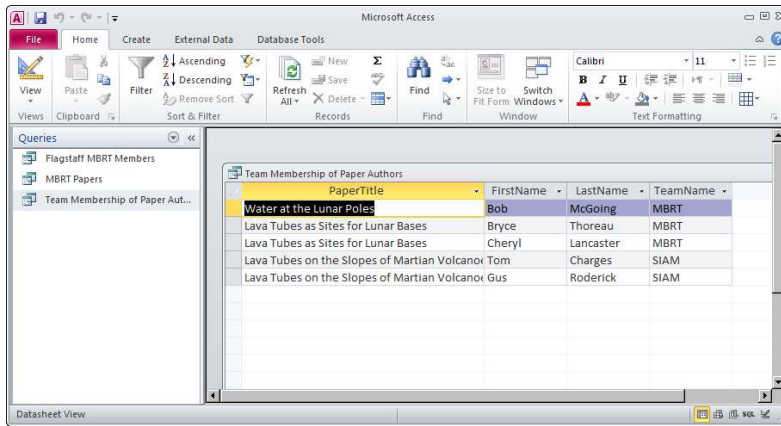 Microsoft Access
File Home Create External Data Database Tools
View Paste Filter Ascending Descending Remove Sort Refresh All New Save Delete Σ Find Size to Fit Form Switch Windows Calibri 11 B I U A
Views Clipboard Sort & Filter Records Find Window Text Formatting
Queries
Flagstaff MBRT Members
MBRT Papers
Team Membership of Paper Aut...
Team Membership of Paper Authors
PaperTitle FirstName LastName TeamName
Water at the Lunar Poles Bob McGoing MBRT
Lava Tubes as Sites for Lunar Bases Bryce Thoreau MBRT
Lava Tubes as Sites for Lunar Bases Cheryl Lancaster MBRT
Lava Tubes on the Slopes of Martian Volcanoe Tom Charges SIAM
Lava Tubes on the Slopes of Martian Volcanoe Gus Roderick SIAM
Datasheet View SQL